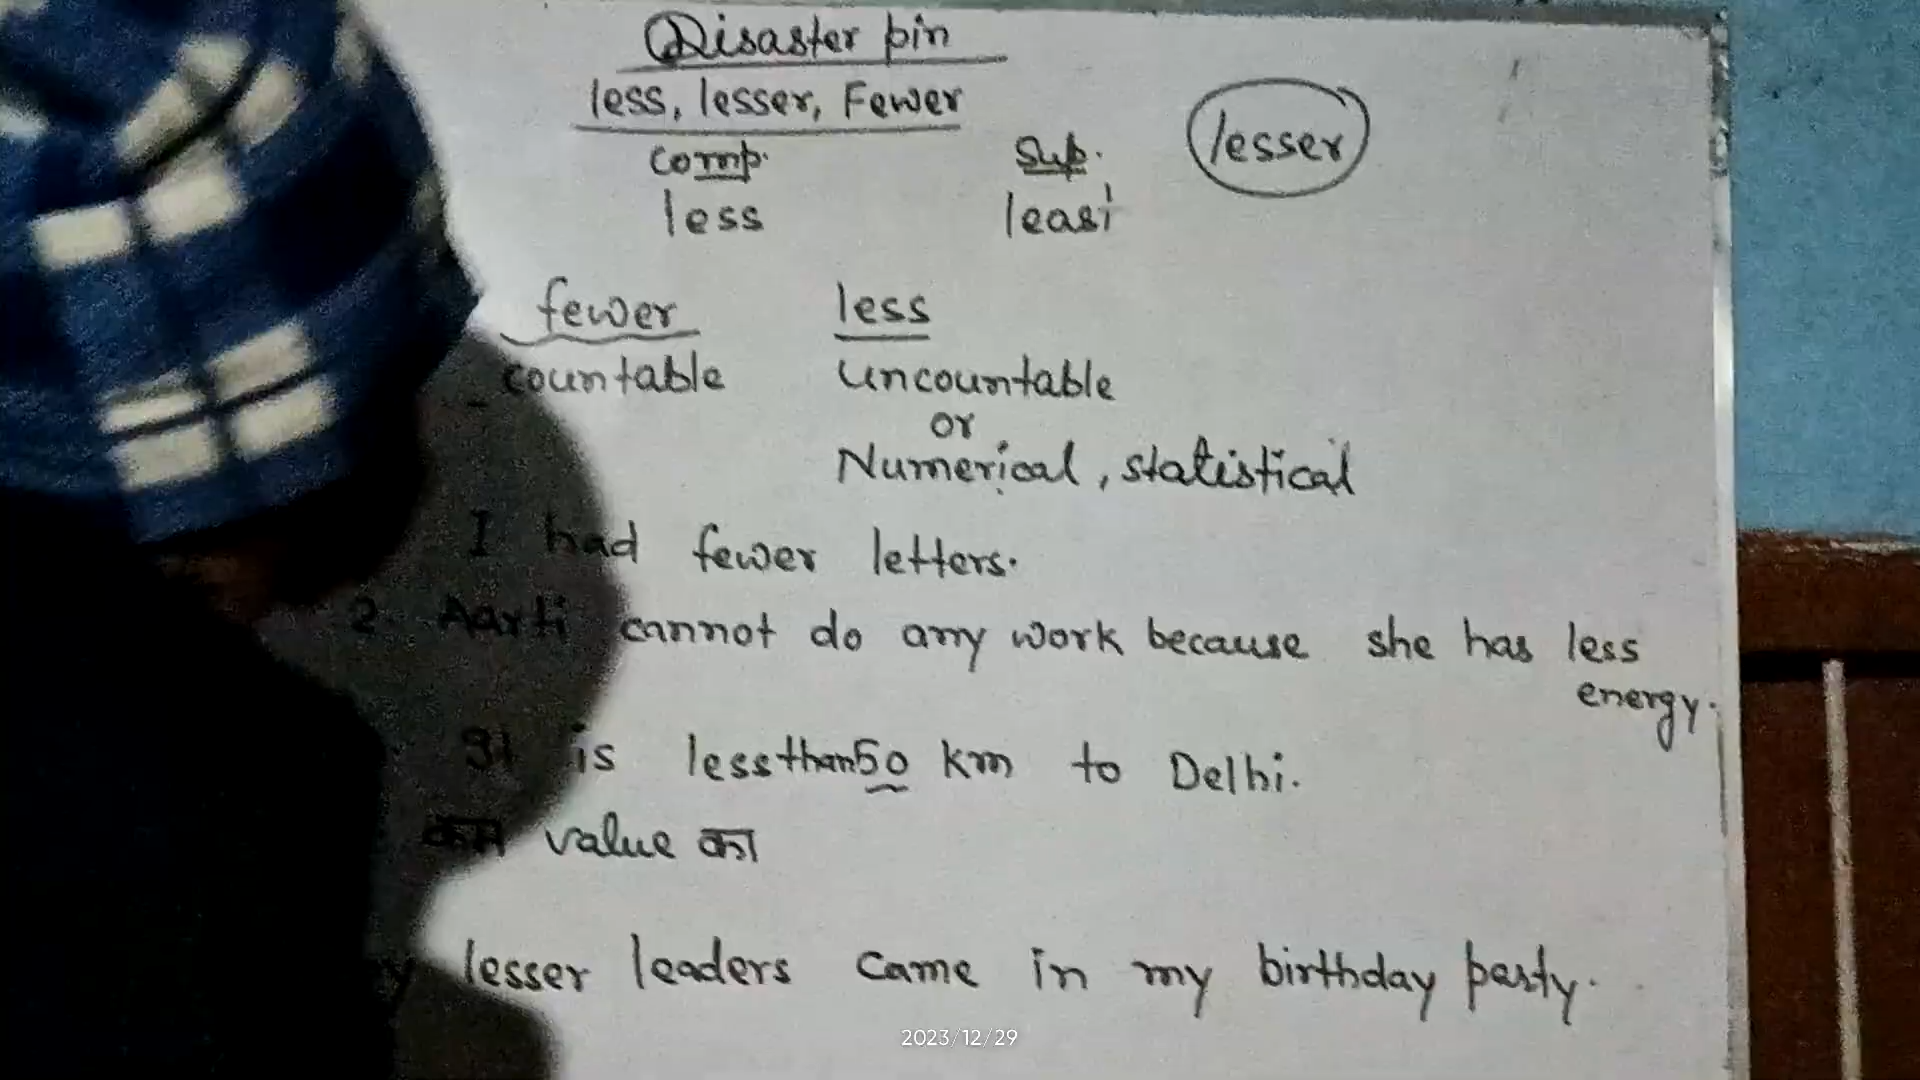 Disaster pin
less, lesser, Fewer
comp. Sup. lesser
less least
fewer less
countable Uncountable
or
Numerical, statistical
I had fewer letters.
2. Aarti cannot do any work because she has less
energy.
It is less than 50 km to Delhi.
कम value का
lesser leaders came in my birthday party.
2023/12/29